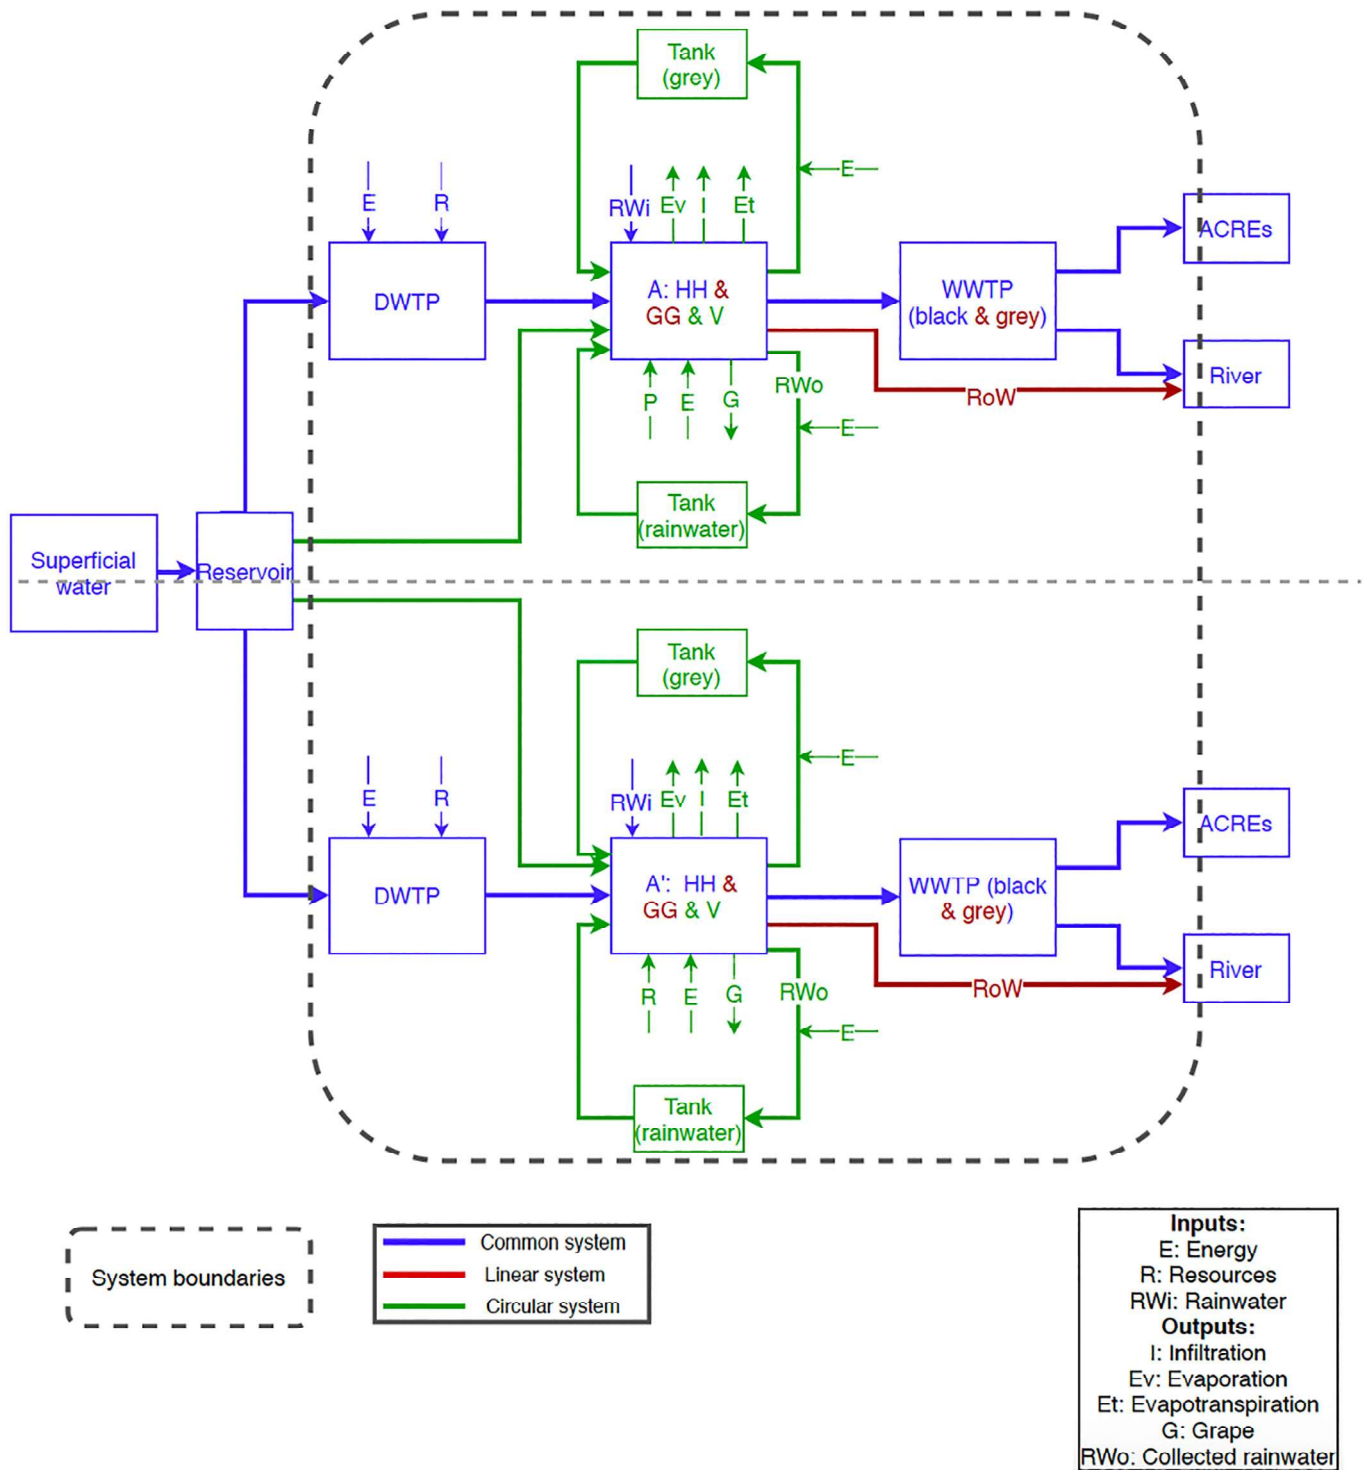 Tank
(grey)
E
E
R
RWi
Ev
I
Et
ACREs
DWTP
A: HH &
GG & V
WWTP
(black & grey)
River
RoW
P
E
G
RWo
E
Tank
(rainwater)
Superficial
water
Reservoir
Tank
(grey)
E
E
R
RWi
Ev
I
Et
ACREs
DWTP
A': HH &
GG & V
WWTP (black
& grey)
River
RoW
R
E
G
RWo
E
Tank
(rainwater)
System boundaries
Common system
Linear system
Circular system
Inputs:
E: Energy
R: Resources
RWi: Rainwater
Outputs:
I: Infiltration
Ev: Evaporation
Et: Evapotranspiration
G: Grape
RWo: Collected rainwater